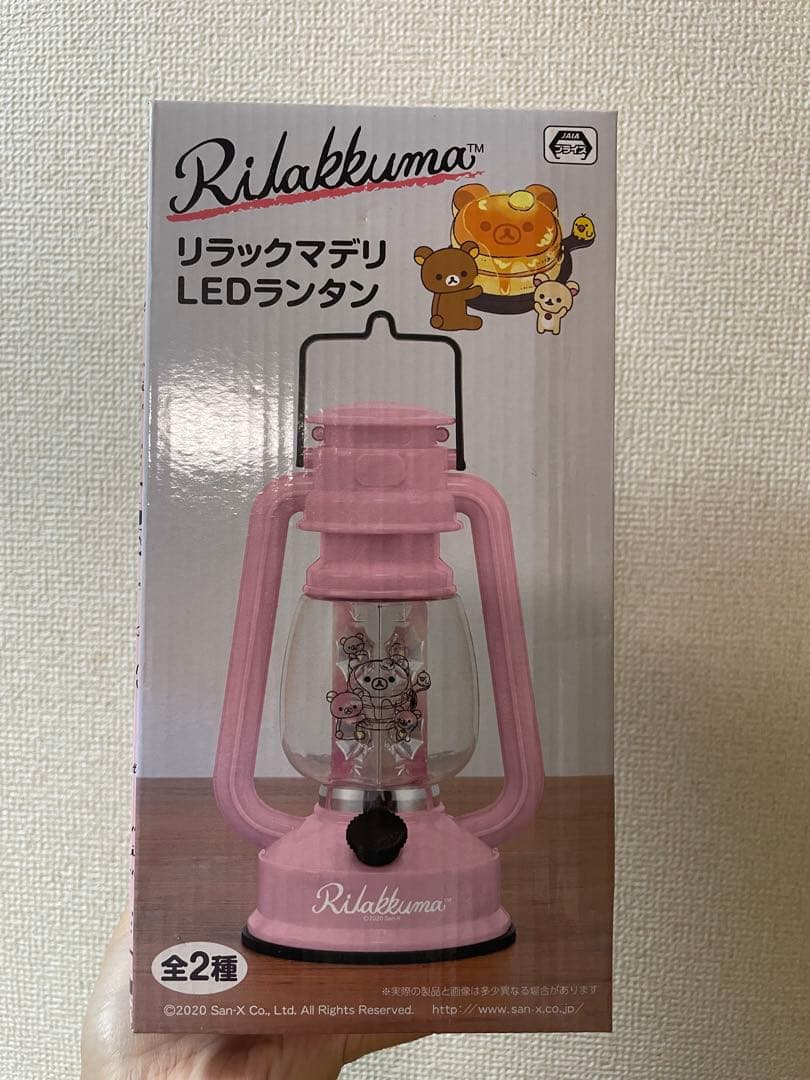 Rilakkuma™
JAIA
プライズ
リラックマデリ
LEDランタン
Rilakkuma™
©2020 San-X
全2種
※実際の製品と画像は多少異なる場合があります
©2020 San-X Co., Ltd. All Rights Reserved. http://www.san-x.co.jp/